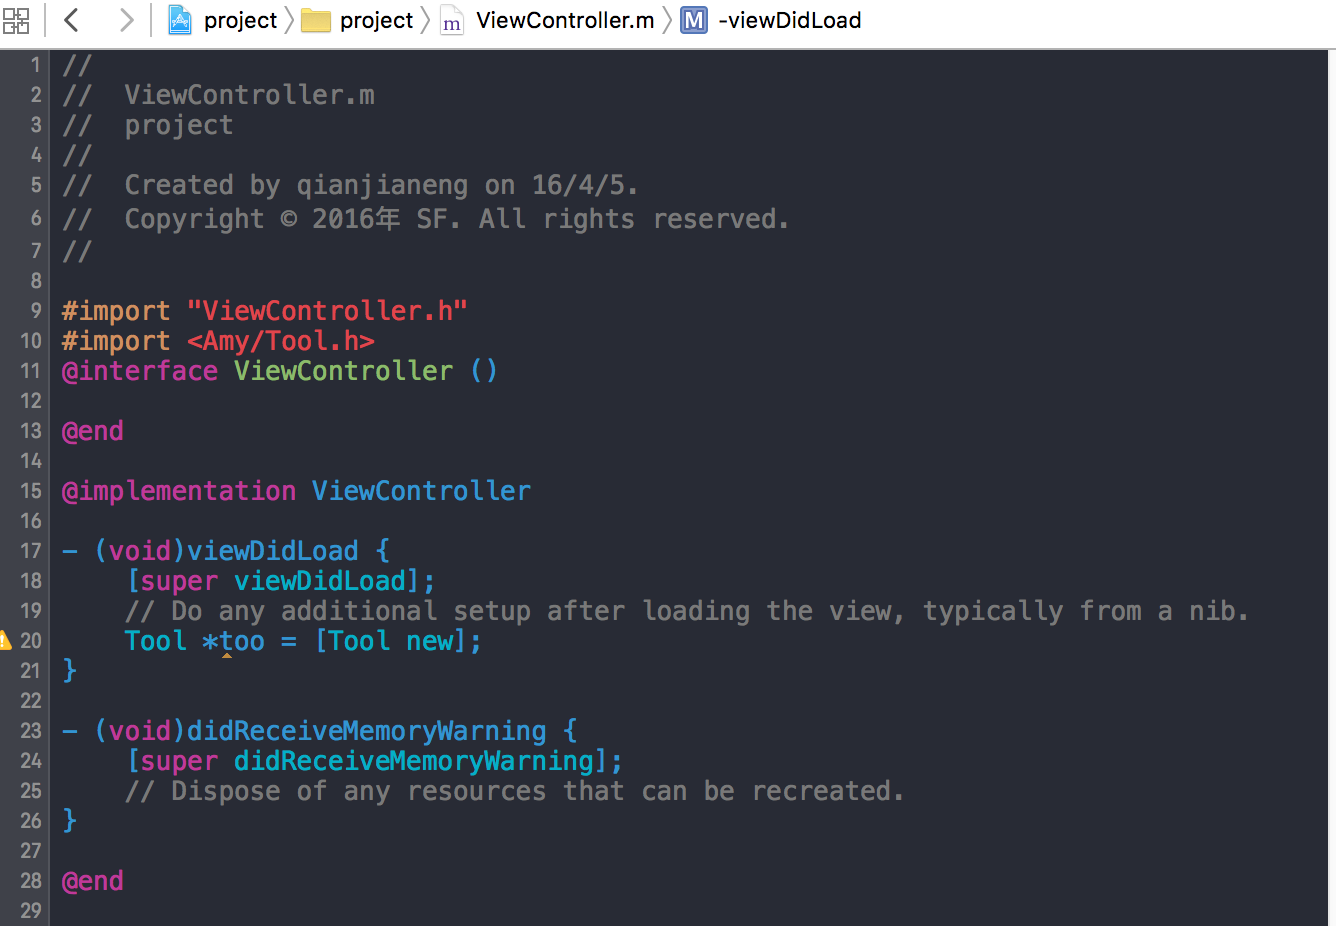 project project m ViewController.m M -viewDidLoad
1 //
2 //  ViewController.m
3 //  project
4 //
5 //  Created by qianjianeng on 16/4/5.
6 //  Copyright © 2016年 SF. All rights reserved.
7 //
8
9 #import "ViewController.h"
10 #import <Amy/Tool.h>
11 @interface ViewController ()
12
13 @end
14
15 @implementation ViewController
16
17 - (void)viewDidLoad {
18     [super viewDidLoad];
19     // Do any additional setup after loading the view, typically from a nib.
20     Tool *too = [Tool new];
21 }
22
23 - (void)didReceiveMemoryWarning {
24     [super didReceiveMemoryWarning];
25     // Dispose of any resources that can be recreated.
26 }
27
28 @end
29